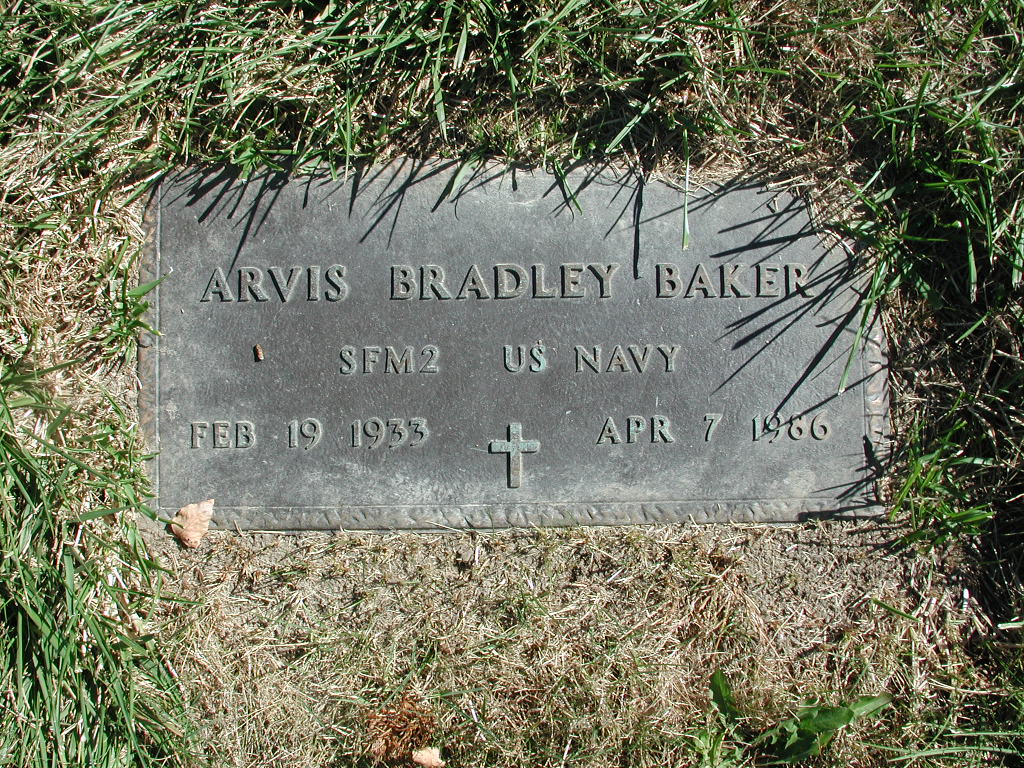 ARVIS BRADLEY BAKER
SFM2 US NAVY
FEB 19 1933 APR 7 1986